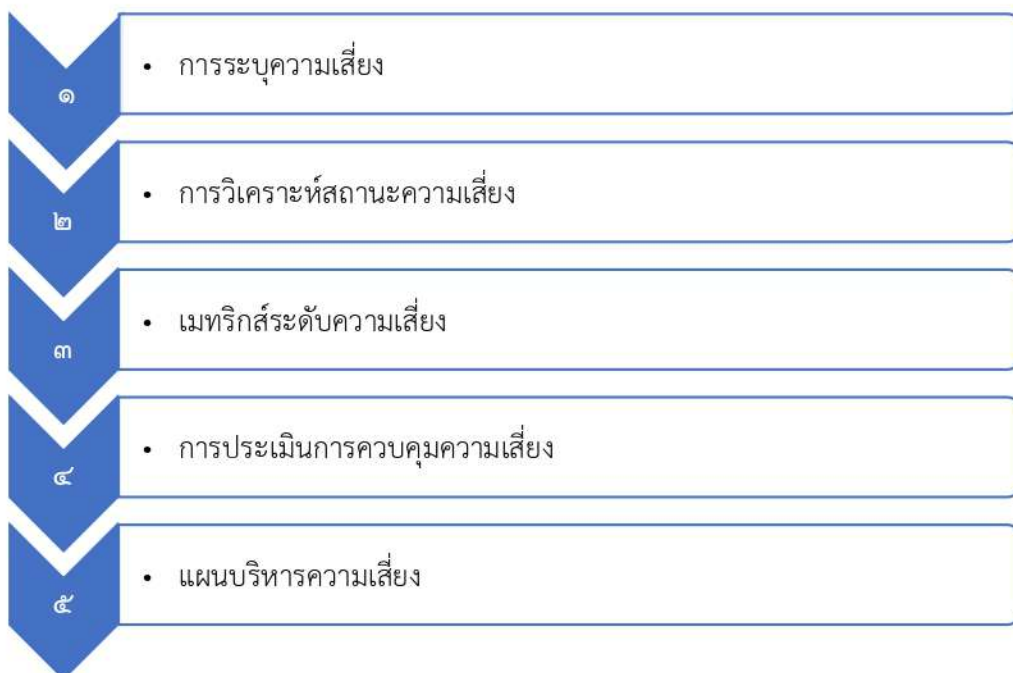 ๑
• การระบุความเสี่ยง
๒
• การวิเคราะห์สถานะความเสี่ยง
๓
• เมทริกส์ระดับความเสี่ยง
๔
• การประเมินการควบคุมความเสี่ยง
๕
• แผนบริหารความเสี่ยง